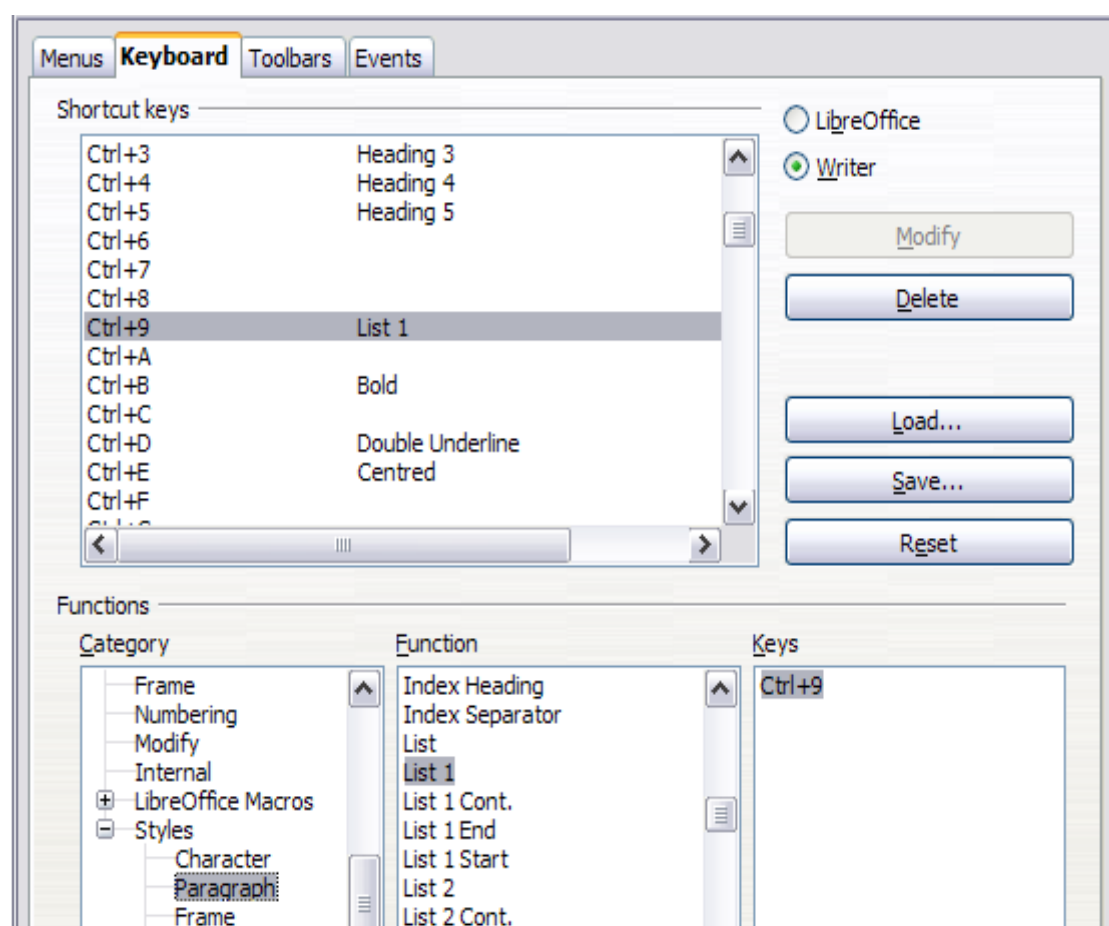 Menus Keyboard Toolbars Events
Shortcut keys
LibreOffice
Writer
Ctrl+3 Heading 3
Ctrl+4 Heading 4
Ctrl+5 Heading 5
Ctrl+6
Ctrl+7
Ctrl+8
Ctrl+9 List 1
Ctrl+A
Ctrl+B Bold
Ctrl+C
Ctrl+D Double Underline
Ctrl+E Centred
Ctrl+F
Modify
Delete
Load...
Save...
Reset
Functions
Category
Frame
Numbering
Modify
Internal
LibreOffice Macros
Styles
Character
Paragraph
Frame
Function
Index Heading
Index Separator
List
List 1
List 1 Cont.
List 1 End
List 1 Start
List 2
List 2 Cont.
Keys
Ctrl+9